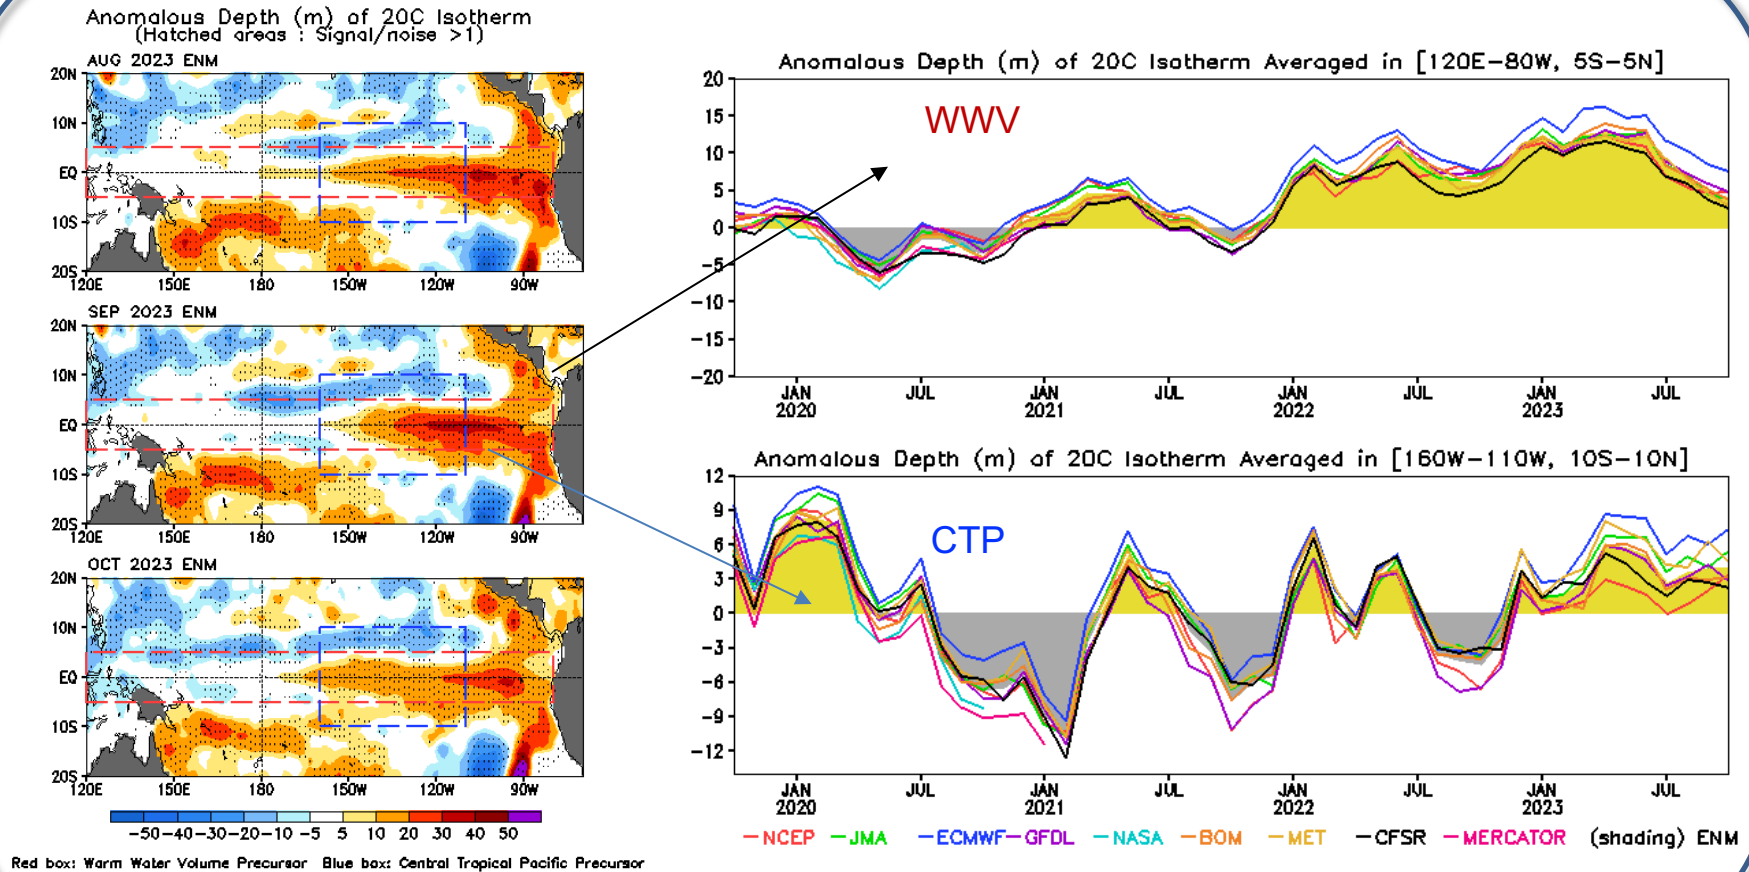 Anomalous Depth (m) of 20C Isotherm
(Hatched areas : Signal/noise >1)
AUG 2023 ENM
20N
10N
EQ
10S
20S
120E 150E 180 150W 120W 90W
SEP 2023 ENM
20N
10N
EQ
10S
20S
120E 150E 180 150W 120W 90W
OCT 2023 ENM
20N
10N
EQ
10S
20S
120E 150E 180 150W 120W 90W
-50 -40 -30 -20 -10 -5 5 10 20 30 40 50
Red box: Warm Water Volume Precursor Blue box: Central Tropical Pacific Precursor
Anomalous Depth (m) of 20C Isotherm Averaged in [120E-80W, 5S-5N]
WWV
20
15
10
5
0
-5
-10
-15
-20
JAN JUL JAN JUL JAN JUL JAN JUL
2020 2021 2022 2023
Anomalous Depth (m) of 20C Isotherm Averaged in [160W-110W, 10S-10N]
CTP
12
9
6
3
0
-3
-6
-9
-12
JAN JUL JAN JUL JAN JUL JAN JUL
2020 2021 2022 2023
NCEP JMA ECMWF GFDL NASA BOM MET CFSR MERCATOR (shading) ENM